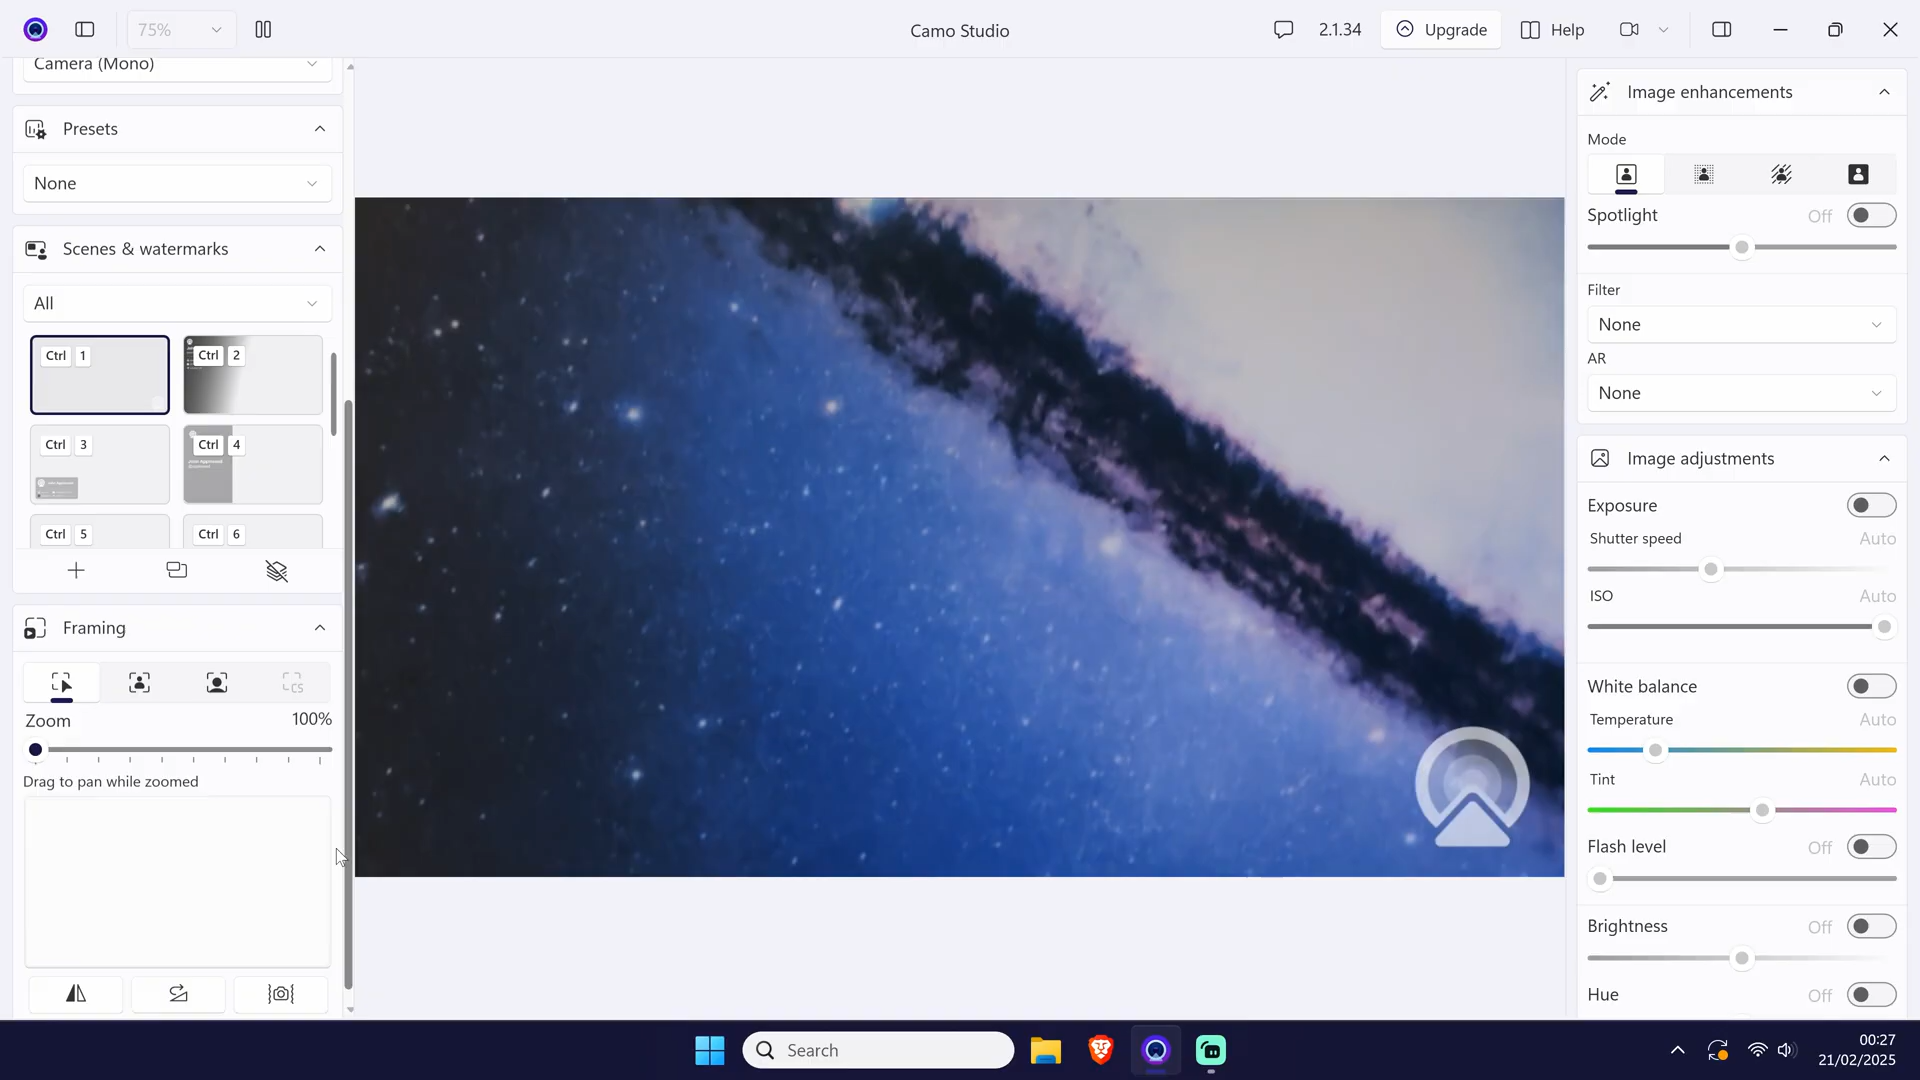 75%
Camo Studio
2.1.34
Upgrade
Help
Camera (Mono)
Presets
None
Scenes & watermarks
All
Ctrl 1
Ctrl 2
Ctrl 3
Ctrl 4
Ctrl 5
Ctrl 6
Framing
CS
Zoom
100%
Drag to pan while zoomed
Image enhancements
Mode
Spotlight
Off
Filter
None
AR
None
Image adjustments
Exposure
Shutter speed
Auto
ISO
Auto
White balance
Temperature
Auto
Tint
Auto
Flash level
Off
Brightness
Off
Hue
Off
Search
00:27
21/02/2025